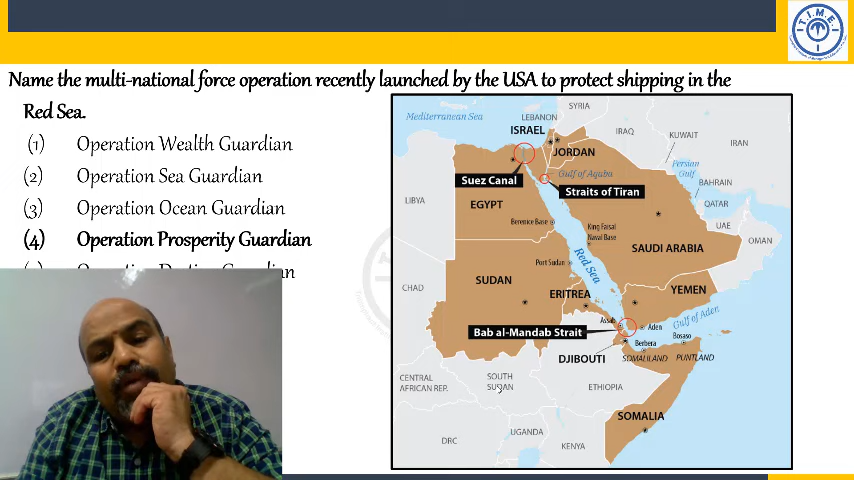 T.I.M.E.
Name the multi-national force operation recently launched by the USA to protect shipping in the
Red Sea.
(1) Operation Wealth Guardian
(2) Operation Sea Guardian
(3) Operation Ocean Guardian
(4) Operation Prosperity Guardian
Mediterranean Sea
SYRIA
LEBANON
ISRAEL
IRAQ
KUWAIT
IRAN
JORDAN
Persian
Gulf
Suez Canal
Gulf of Aqaba
Straits of Tiran
BAHRAIN
LIBYA
EGYPT
QATAR
Berenice Base
King Faisal
Naval Base
UAE
OMAN
SAUDI ARABIA
Red Sea
Port Sudan
CHAD
SUDAN
ERITREA
YEMEN
Assab
Aden
Gulf of Aden
Bab al-Mandab Strait
Berbera
Bosaso
DJIBOUTI
SOMALILAND
PUNTLAND
CENTRAL
AFRICAN REP.
SOUTH
SUDAN
ETHIOPIA
SOMALIA
DRC
UGANDA
KENYA